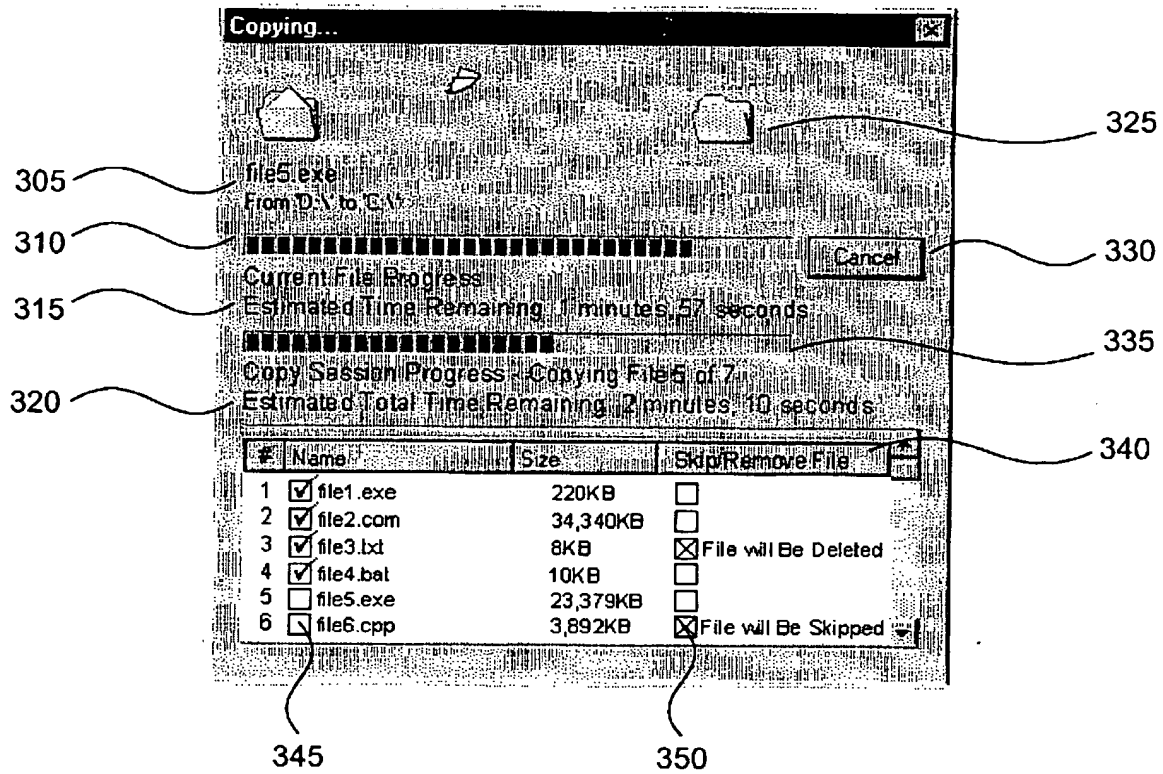 Copying...
325
305
file5.exe
From 'D:\' to 'C:\'
310
Cancel
330
Current File Progress
315
Estimated Time Remaining, 1 minutes, 57 seconds
335
Copy Session Progress - Copying File 5 of 7
320
Estimated Total Time Remaining, 2 minutes, 10 seconds
340
# Name Size Skip/Remove File
1 file1.exe 220KB
2 file2.com 34,340KB
3 file3.txt 8KB File will Be Deleted
4 file4.bat 10KB
5 file5.exe 23,379KB
6 file6.cpp 3,892KB File will Be Skipped
345
350